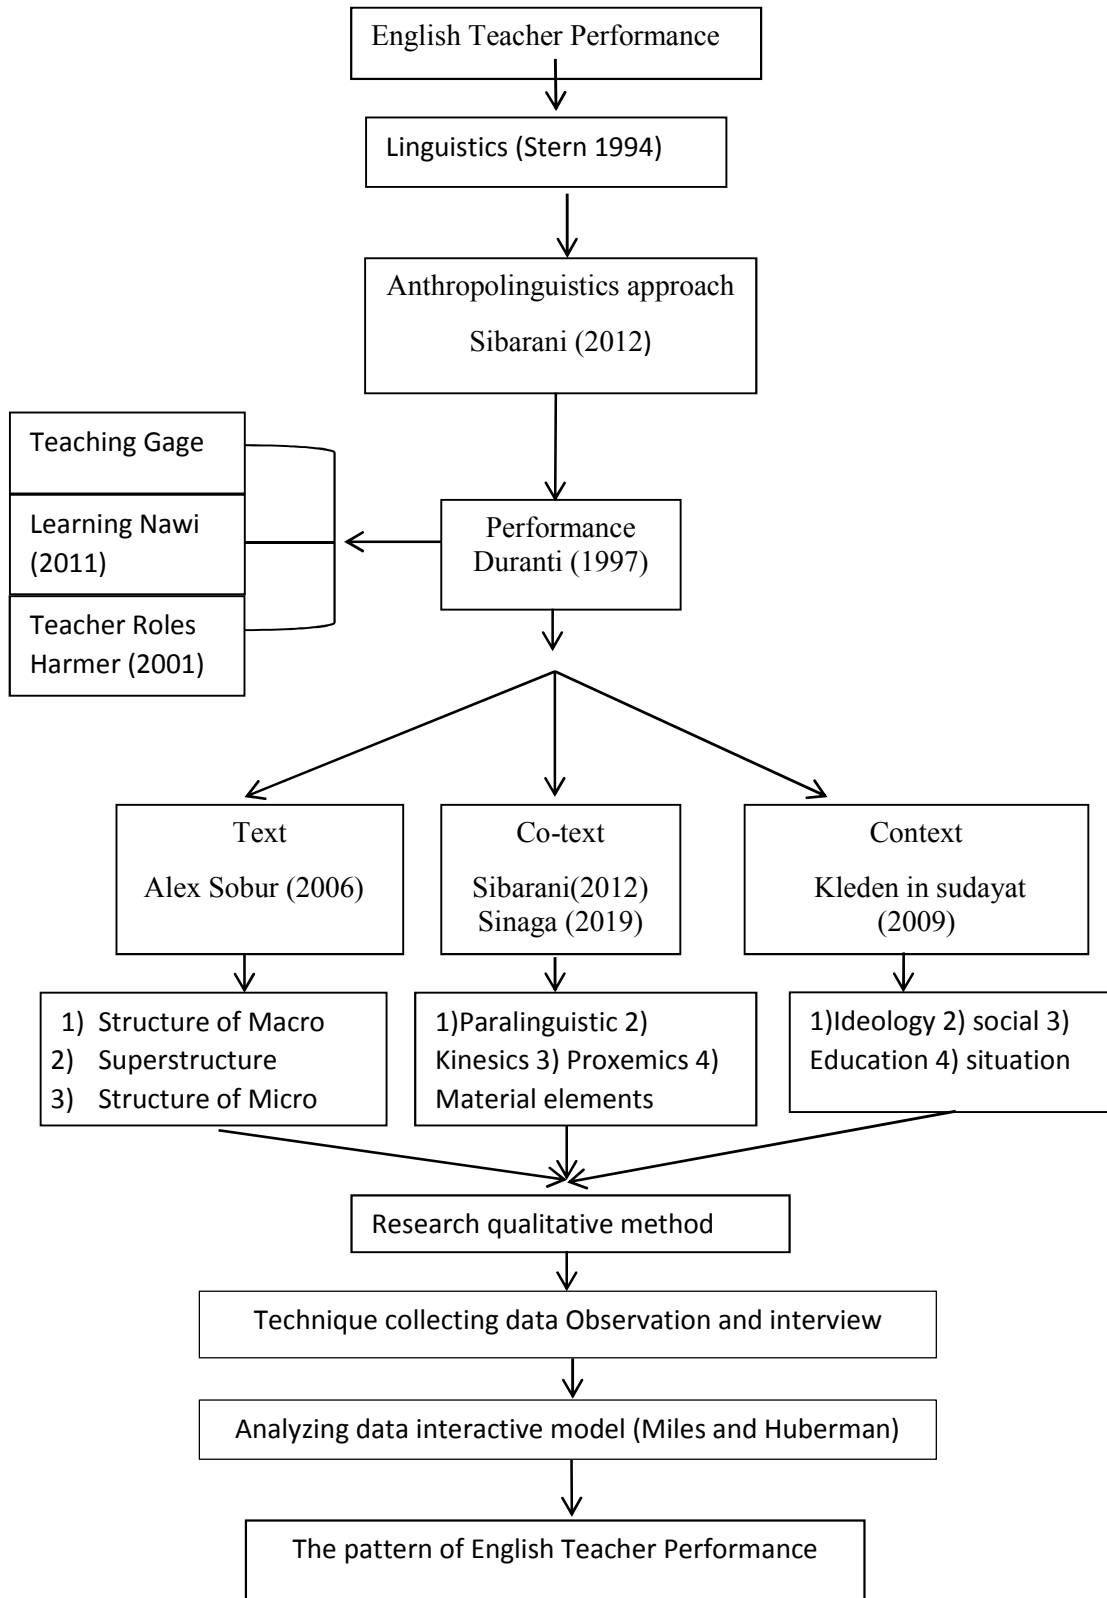 English Teacher Performance
Linguistics (Stern 1994)
Anthropolinguistics approach
Sibarani (2012)
Teaching Gage
Learning Nawi
(2011)
Teacher Roles
Harmer (2001)
Performance
Duranti (1997)
Text
Alex Sobur (2006)
Co-text
Sibarani(2012)
Sinaga (2019)
Context
Kleden in sudayat
(2009)
1) Structure of Macro
2) Superstructure
3) Structure of Micro
1)Paralinguistic 2)
Kinesics 3) Proxemics 4)
Material elements
1)Ideology 2) social 3)
Education 4) situation
Research qualitative method
Technique collecting data Observation and interview
Analyzing data interactive model (Miles and Huberman)
The pattern of English Teacher Performance